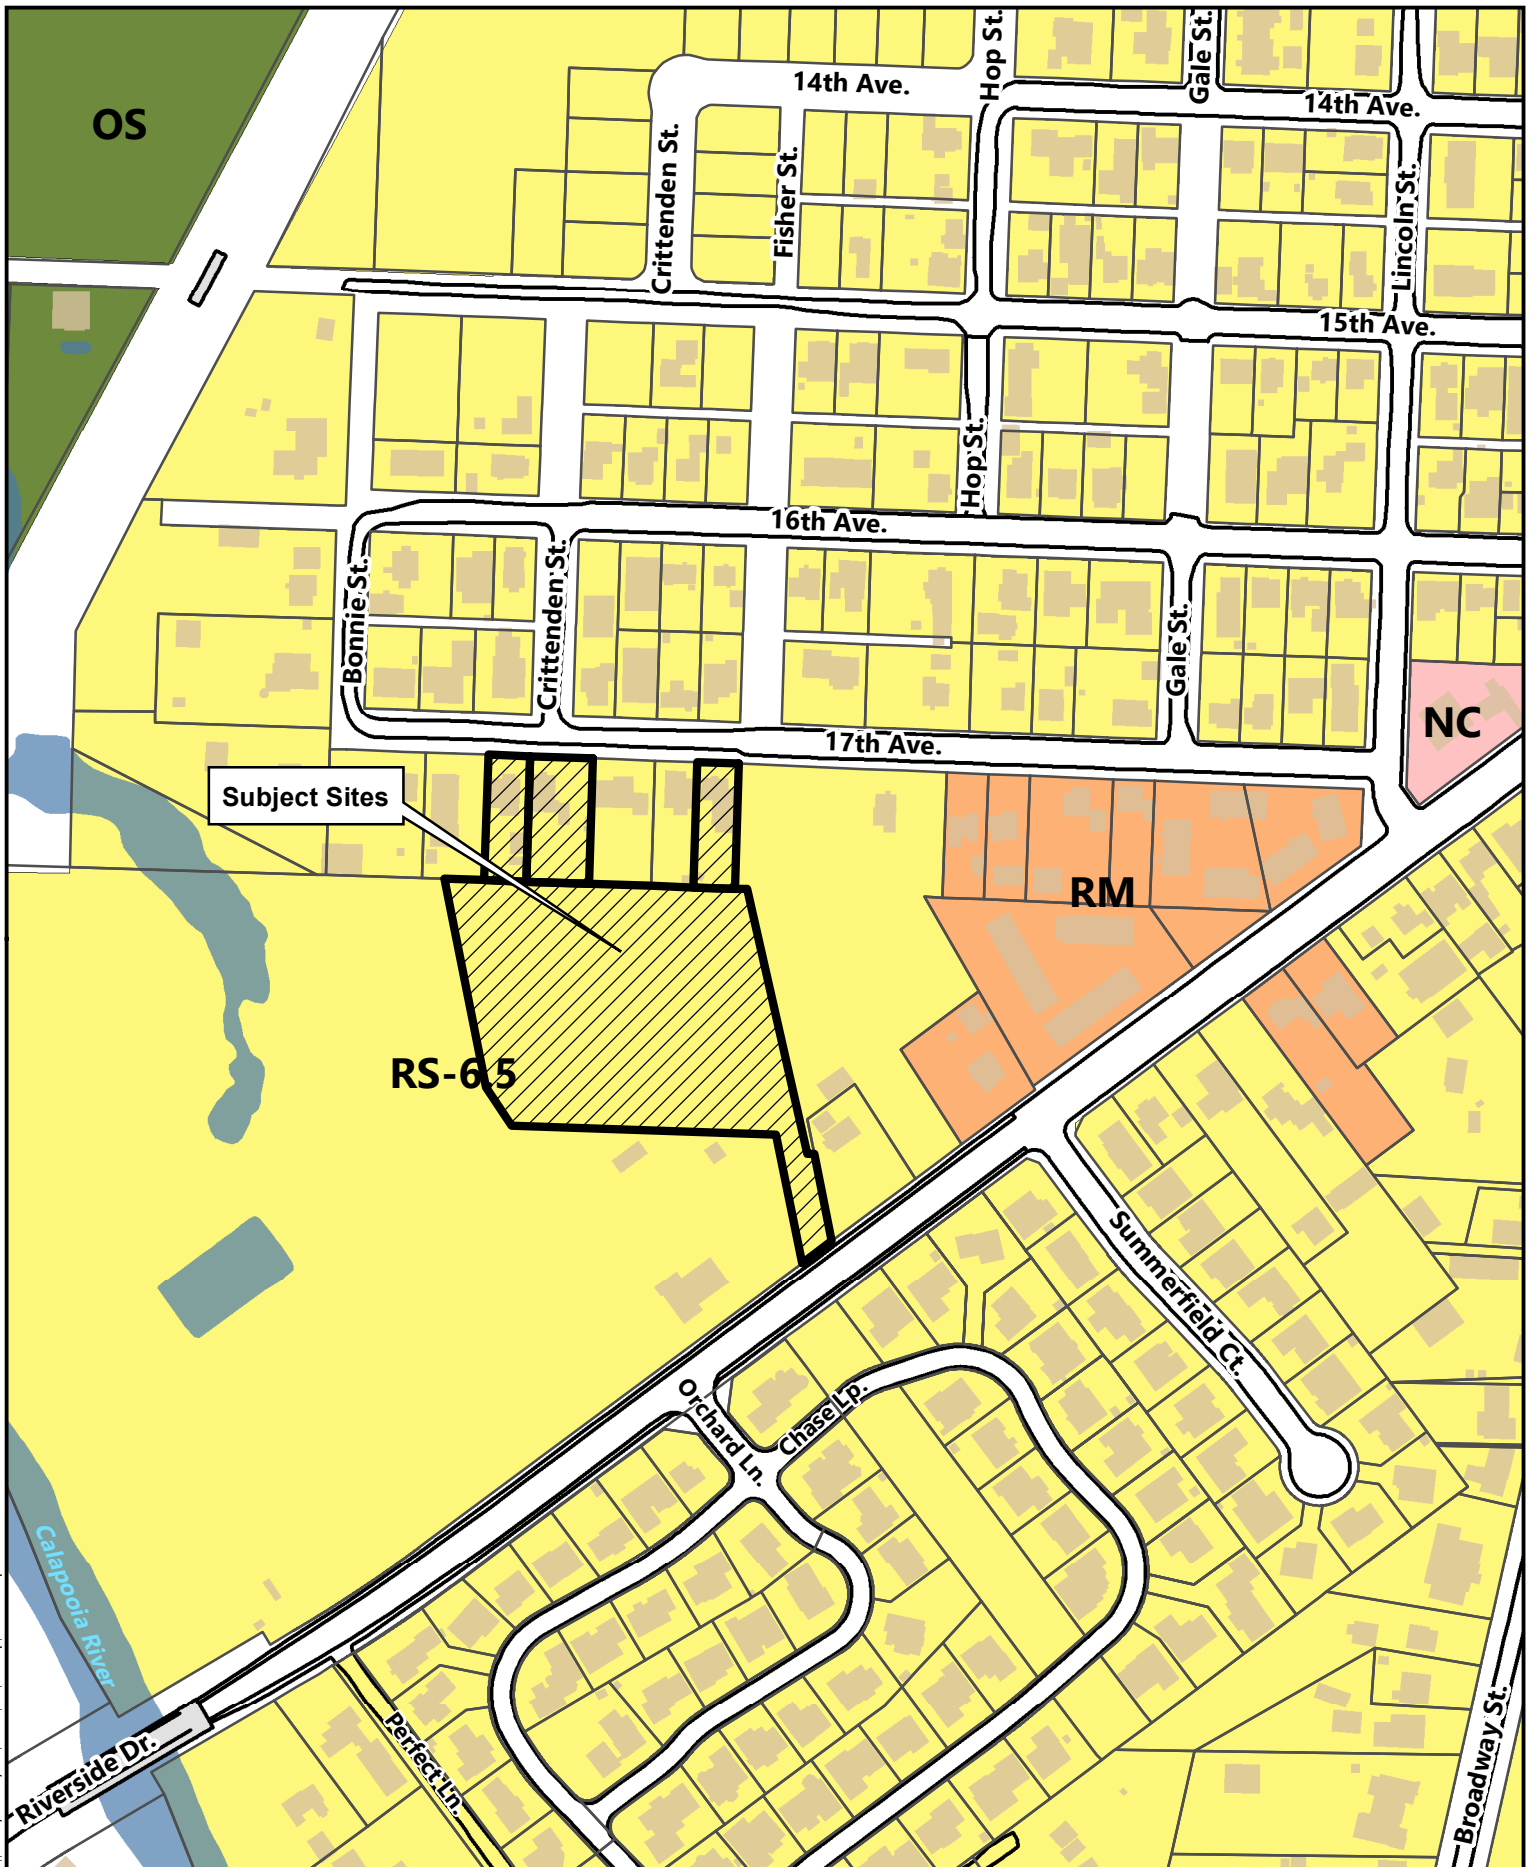 Hop St.
Gale St.
14th Ave.
14th Ave.
OS
Crittenden St.
Fisher St.
Lincoln St.
15th Ave.
Hop St.
16th Ave.
Bonnie St.
Crittenden St.
Gale St.
NC
17th Ave.
Subject Sites
RM
RS-6.5
Summerfield Ct.
Orchard Ln.
Chase Lp.
Calapooia River
Perfect Ln.
Riverside Dr.
Broadway St.